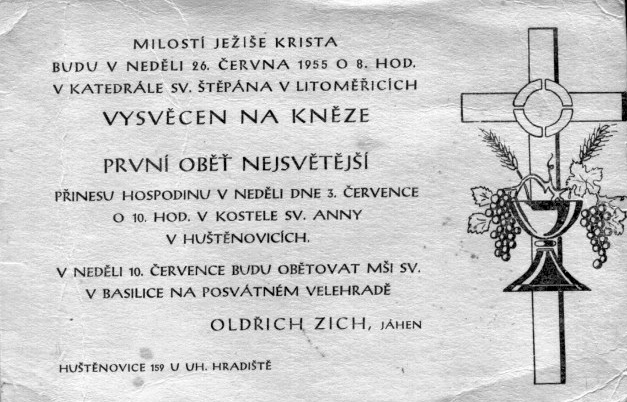 MILOSTÍ JEŽÍŠE KRISTA
BUDU V NEDĚLI 26. ČERVNA 1955 O 8. HOD.
V KATEDRÁLE SV. ŠTĚPÁNA V LITOMĚŘICÍCH
VYSVĚCEN NA KNĚZE
PRVNÍ OBĚŤ NEJSVĚTĚJŠÍ
PŘINESU HOSPODINU V NEDĚLI DNE 3. ČERVENCE
O 10. HOD. V KOSTELE SV. ANNY
V HUŠTĚNOVICÍCH.
V NEDĚLI 10. ČERVENCE BUDU OBĚTOVAT MŠI SV.
V BASILICE NA POSVÁTNÉM VELEHRADĚ
OLDŘICH ZICH, JÁHEN
HUŠTĚNOVICE 159 U UH. HRADIŠTĚ